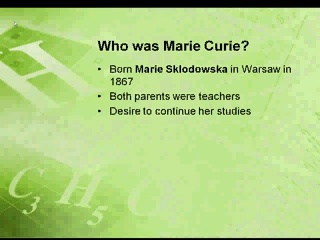 Who was Marie Curie?
• Born Marie Sklodowska in Warsaw in
1867
• Both parents were teachers
• Desire to continue her studies
H
C3H5O